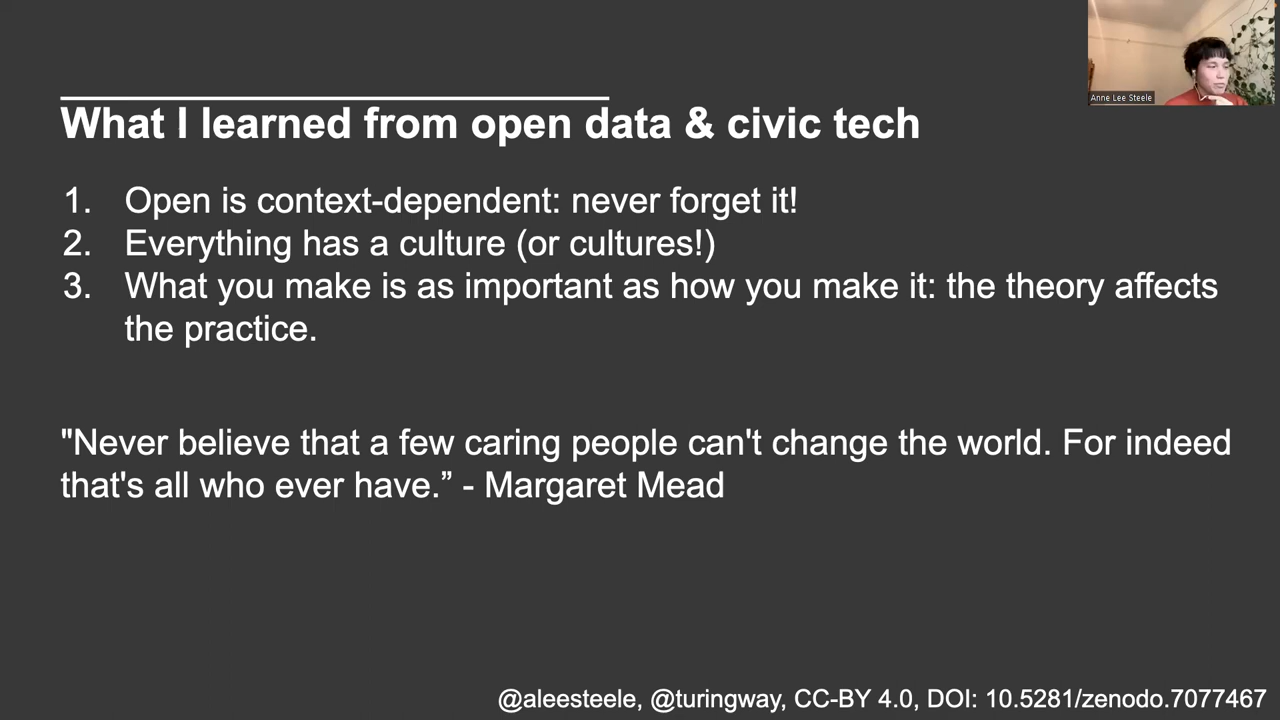 Anne Lee Steele
What I learned from open data & civic tech
1. Open is context-dependent: never forget it!
2. Everything has a culture (or cultures!)
3. What you make is as important as how you make it: the theory affects
the practice.
"Never believe that a few caring people can't change the world. For indeed
that's all who ever have.” - Margaret Mead
@aleesteele, @turingway, CC-BY 4.0, DOI: 10.5281/zenodo.7077467